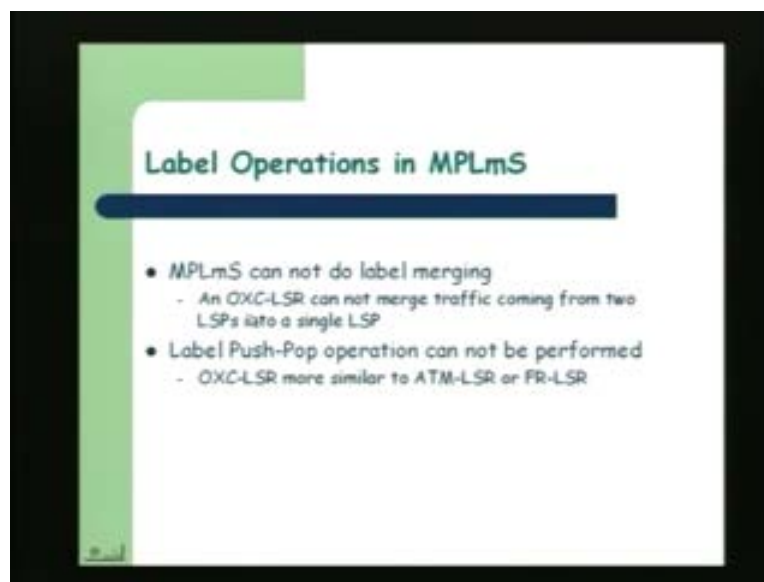 Label Operations in MPLmS
• MPLmS can not do label merging
- An OXC-LSR can not merge traffic coming from two
LSPs into a single LSP
• Label Push-Pop operation can not be performed
- OXC-LSR more similar to ATM-LSR or FR-LSR